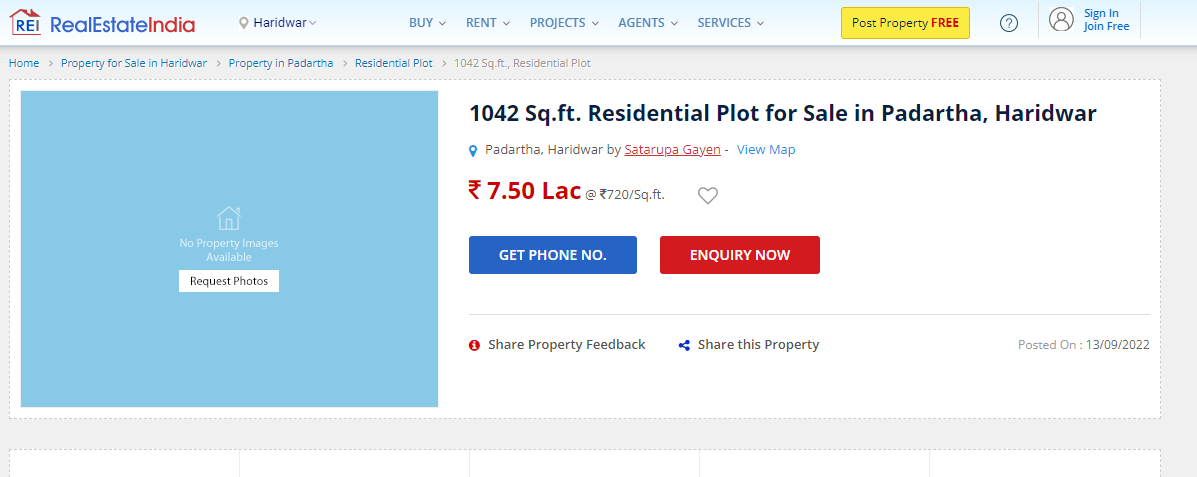 REI RealEstateIndia Haridwar BUY RENT PROJECTS AGENTS SERVICES Post Property FREE ? Sign In
Join Free
Home > Property for Sale in Haridwar > Property in Padartha > Residential Plot > 1042 Sq.ft., Residential Plot
1042 Sq.ft. Residential Plot for Sale in Padartha, Haridwar
Padartha, Haridwar by Satarupa Gayen - View Map
₹ 7.50 Lac @ ₹720/Sq.ft.
No Property Images
Available
Request Photos
GET PHONE NO. ENQUIRY NOW
Share Property Feedback Share this Property Posted On : 13/09/2022